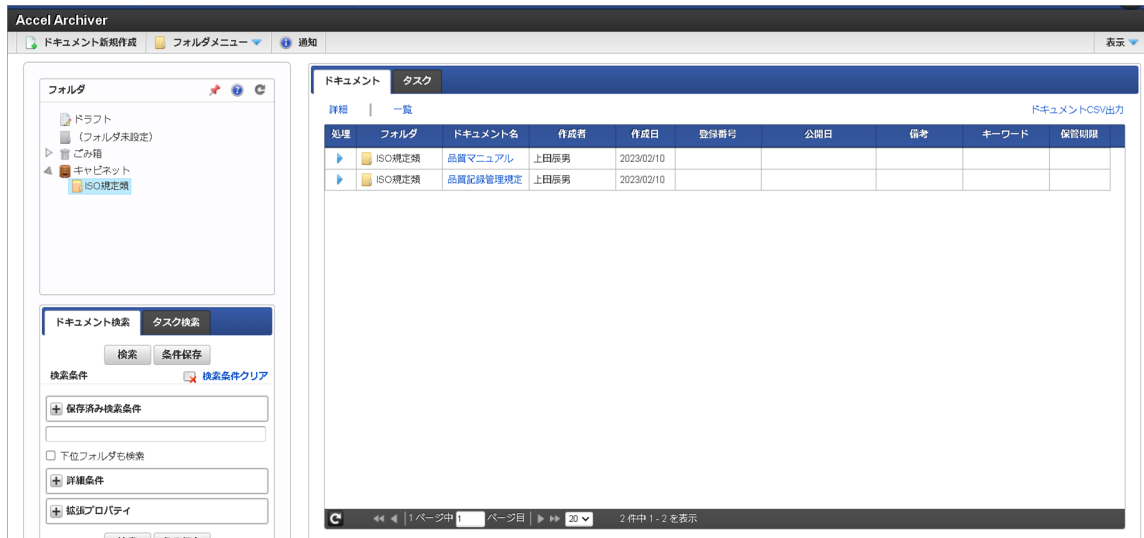 Accel Archiver
ドキュメント新規作成 フォルダメニュー 通知 表示
フォルダ
ドラフト
(フォルダ未設定)
ごみ箱
キャビネット
ISO規定類
ドキュメント検索 タスク検索
検索 条件保存
検索条件 検索条件クリア
保存済み検索条件
下位フォルダも検索
詳細条件
拡張プロパティ
ドキュメント タスク
詳細 | 一覧 ドキュメントCSV出力
処理 フォルダ ドキュメント名 作成者 作成日 登録番号 公開日 備考 キーワード 保管期限
ISO規定類 品質マニュアル 上田辰男 2023/02/10
ISO規定類 品質記録管理規定 上田辰男 2023/02/10
1ページ中 1 ページ目 20 2件中 1 - 2 を表示